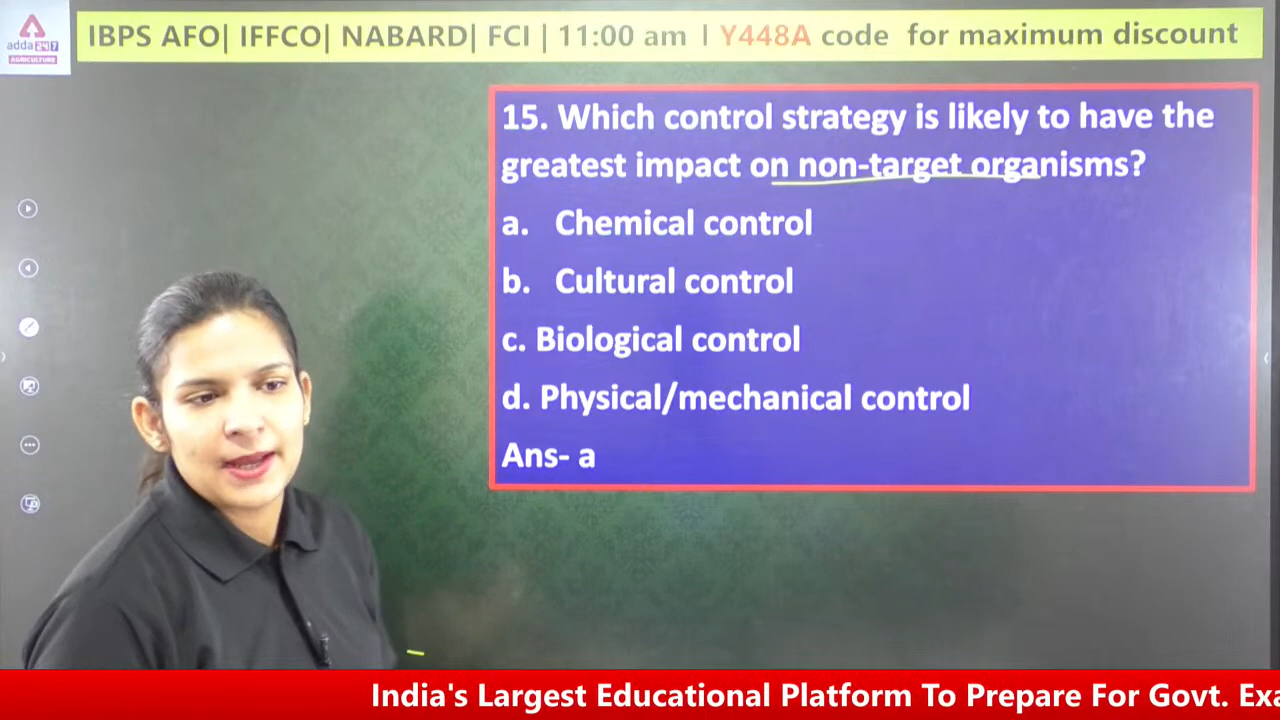 adda247
AGRICULTURE
IBPS AFO| IFFCO| NABARD| FCI | 11:00 am I Y448A code for maximum discount
15. Which control strategy is likely to have the
greatest impact on non-target organisms?
a. Chemical control
b. Cultural control
c. Biological control
d. Physical/mechanical control
Ans- a
India's Largest Educational Platform To Prepare For Govt. Exa